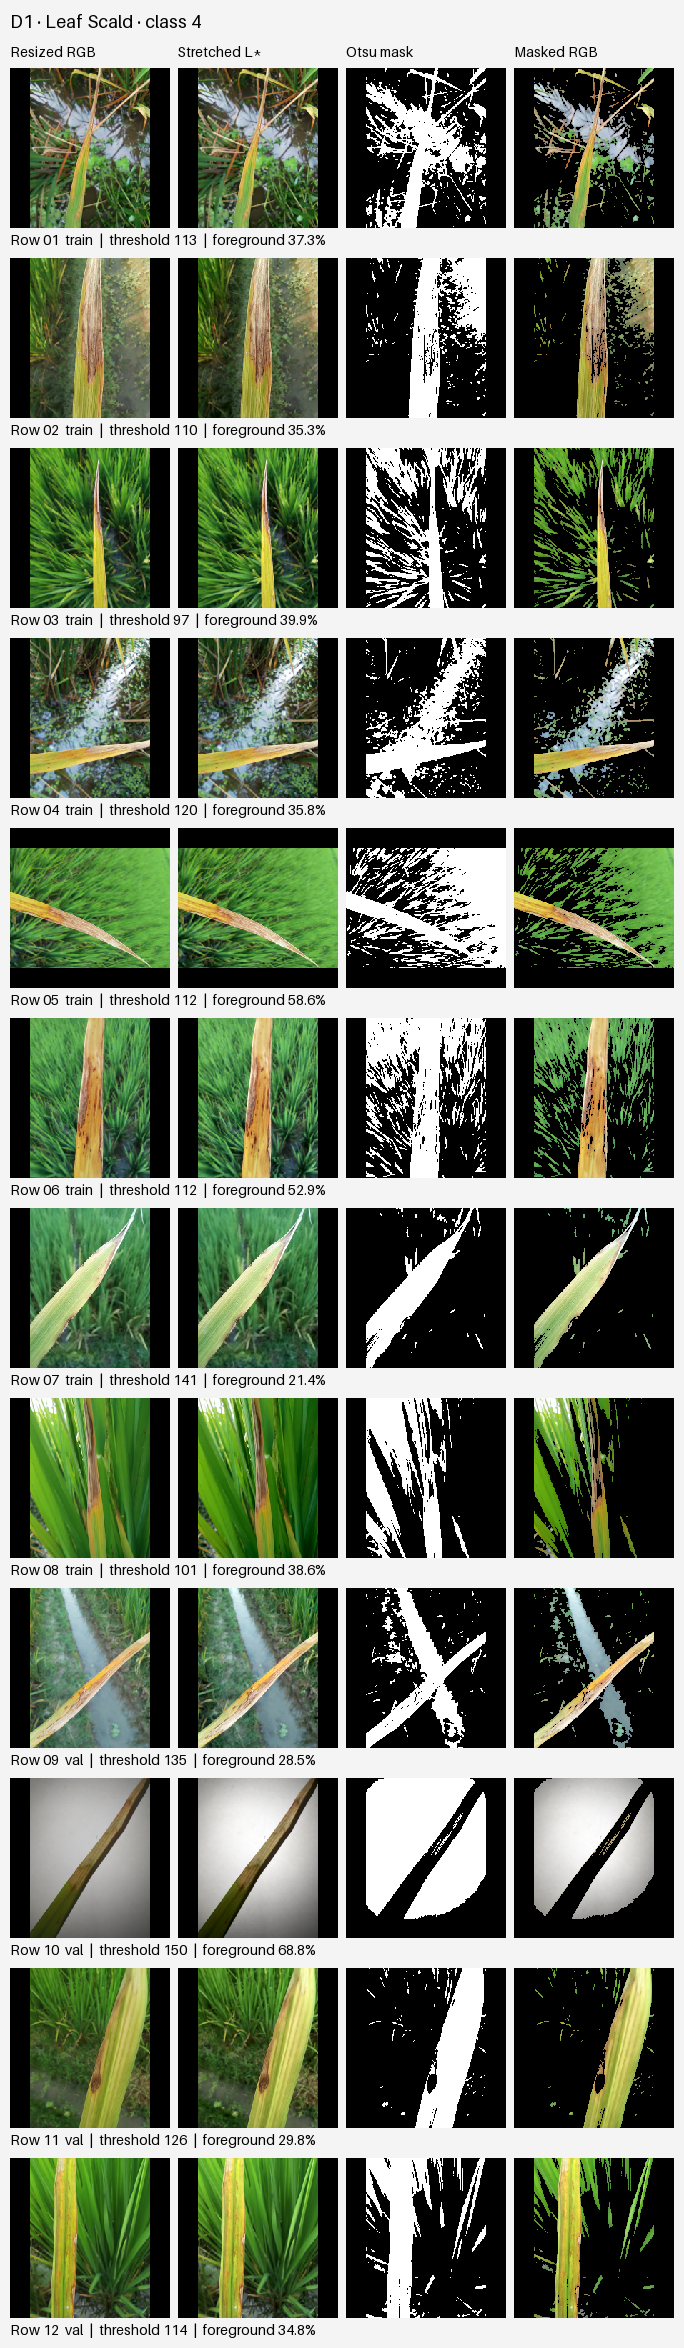 D1 · Leaf Scald · class 4
Resized RGB Stretched L* Otsu mask Masked RGB
Row 01 train | threshold 113 | foreground 37.3%
Row 02 train | threshold 110 | foreground 35.3%
Row 03 train | threshold 97 | foreground 39.9%
Row 04 train | threshold 120 | foreground 35.8%
Row 05 train | threshold 112 | foreground 58.6%
Row 06 train | threshold 112 | foreground 52.9%
Row 07 train | threshold 141 | foreground 21.4%
Row 08 train | threshold 101 | foreground 38.6%
Row 09 val | threshold 135 | foreground 28.5%
Row 10 val | threshold 150 | foreground 68.8%
Row 11 val | threshold 126 | foreground 29.8%
Row 12 val | threshold 114 | foreground 34.8%